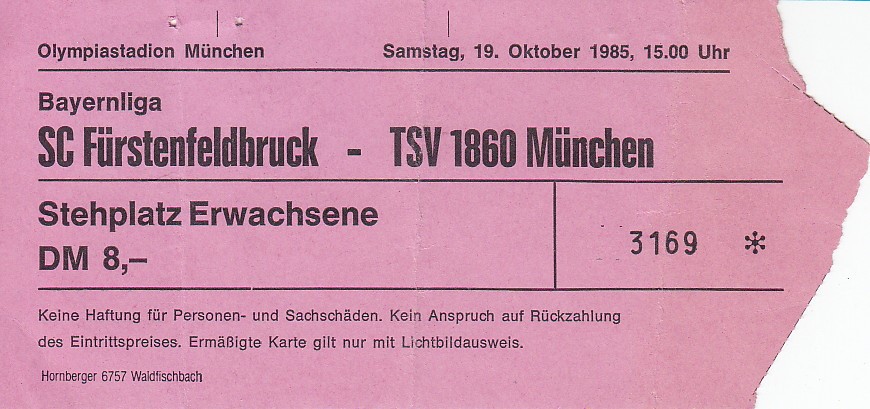 Olympiastadion München Samstag, 19. Oktober 1985, 15.00 Uhr
Bayernliga
SC Fürstenfeldbruck - TSV 1860 München
Stehplatz Erwachsene
DM 8,–
3169 *
Keine Haftung für Personen- und Sachschäden. Kein Anspruch auf Rückzahlung
des Eintrittspreises. Ermäßigte Karte gilt nur mit Lichtbildausweis.
Hornberger 6757 Waldfischbach